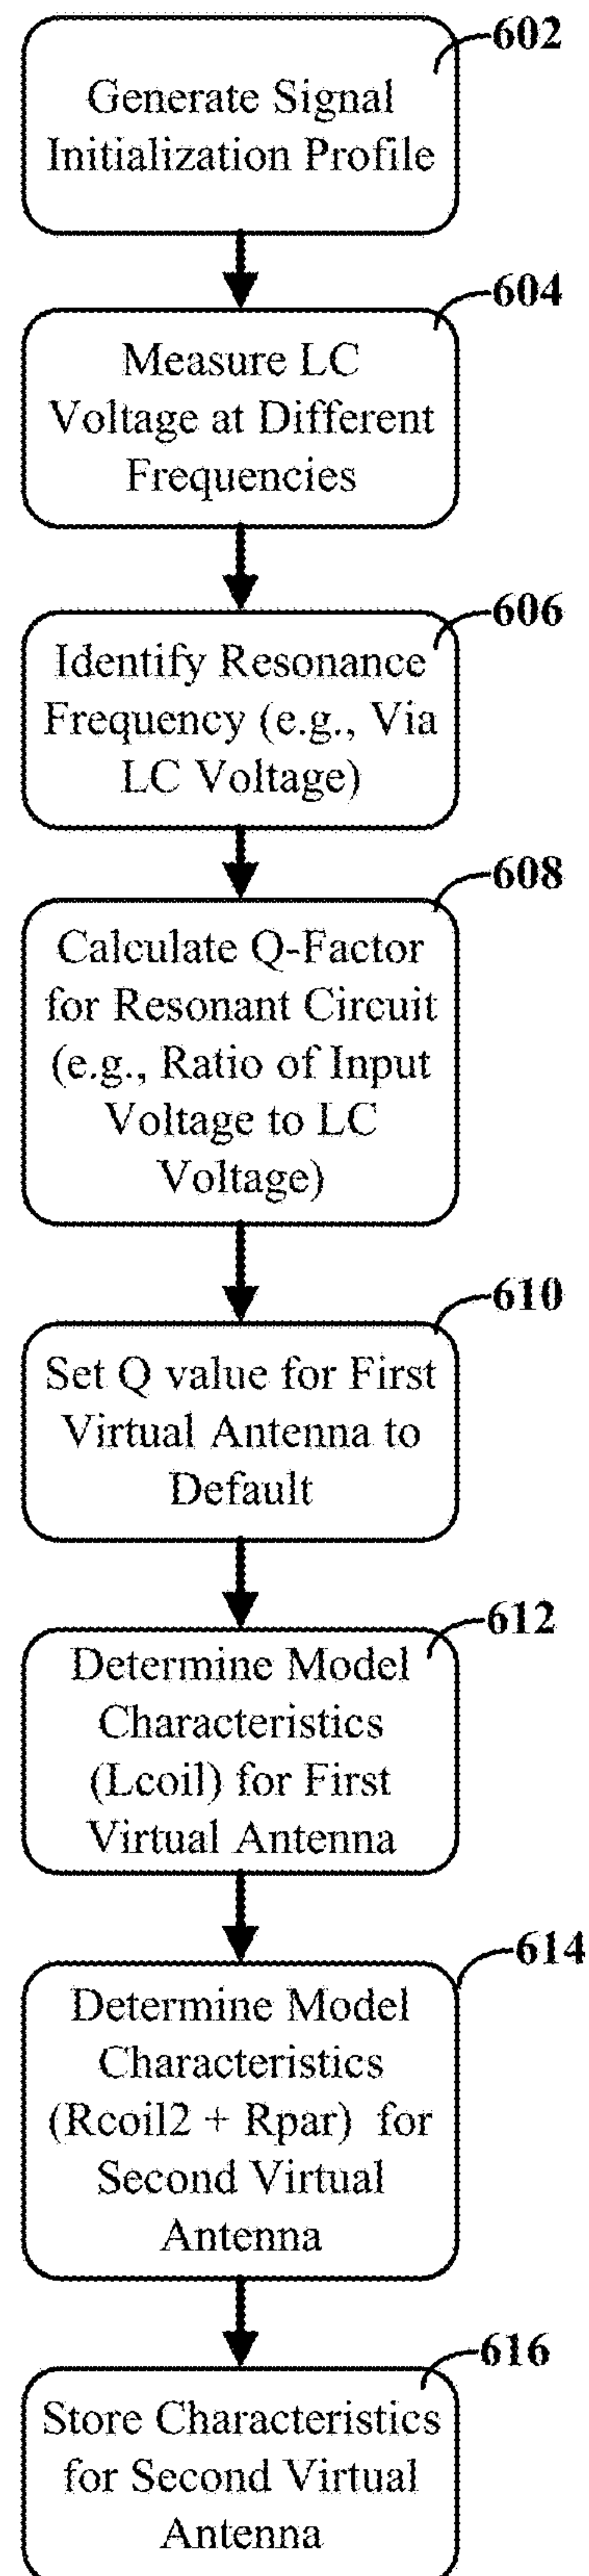 602
Generate Signal
Initialization Profile
604
Measure LC
Voltage at Different
Frequencies
606
Identify Resonance
Frequency (e.g., Via
LC Voltage)
608
Calculate Q-Factor
for Resonant Circuit
(e.g., Ratio of Input
Voltage to LC
Voltage)
610
Set Q value for First
Virtual Antenna to
Default
612
Determine Model
Characteristics
(Lcoil) for First
Virtual Antenna
614
Determine Model
Characteristics
(Rcoil2 + Rpar) for
Second Virtual
Antenna
616
Store Characteristics
for Second Virtual
Antenna